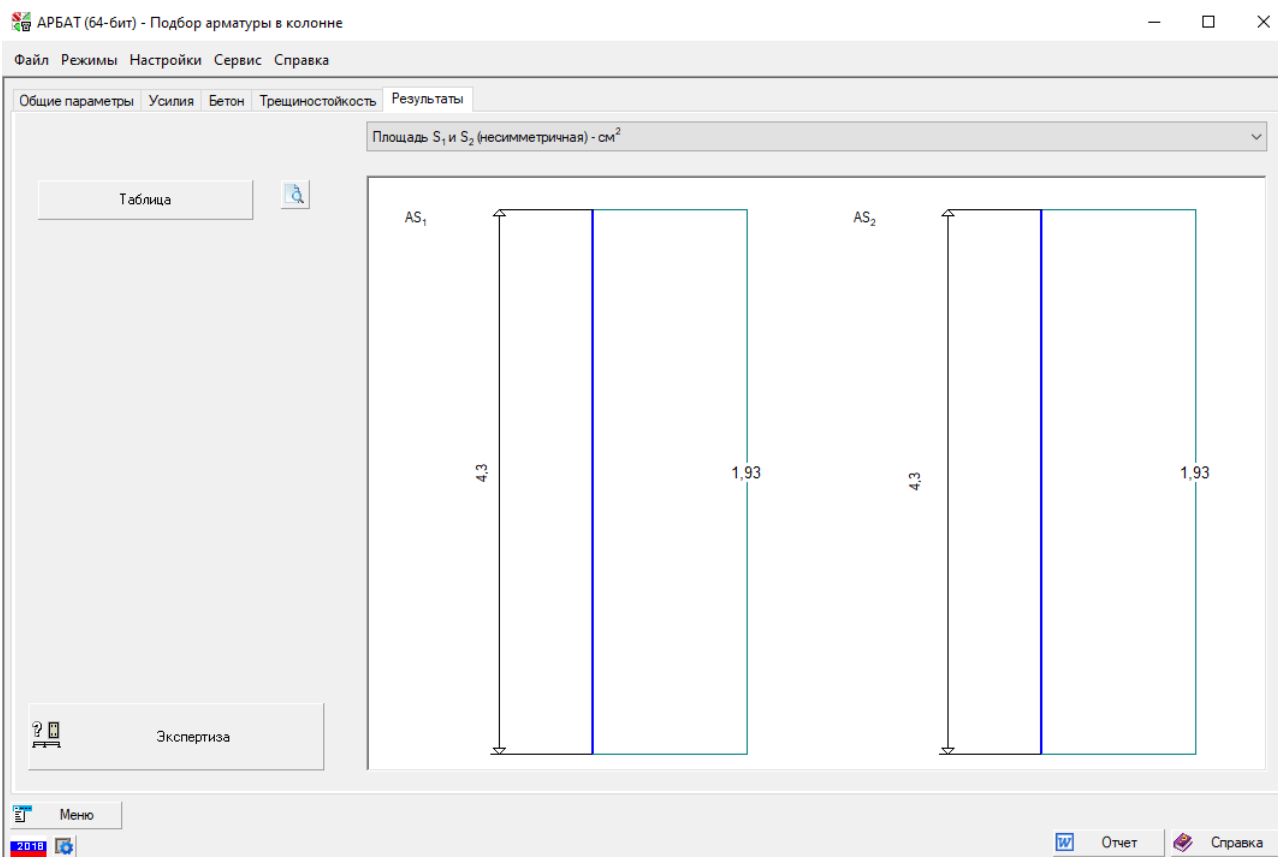 АРБАТ (64-бит) - Подбор арматуры в колонне
Файл Режимы Настройки Сервис Справка
Общие параметры Усилия Бетон Трещиностойкость Результаты
Площадь S₁ и S₂ (несимметричная) - см²
Таблица
AS₁
AS₂
4,3
1,93
4,3
1,93
? Экспертиза
Меню
2018
W Отчет
Справка